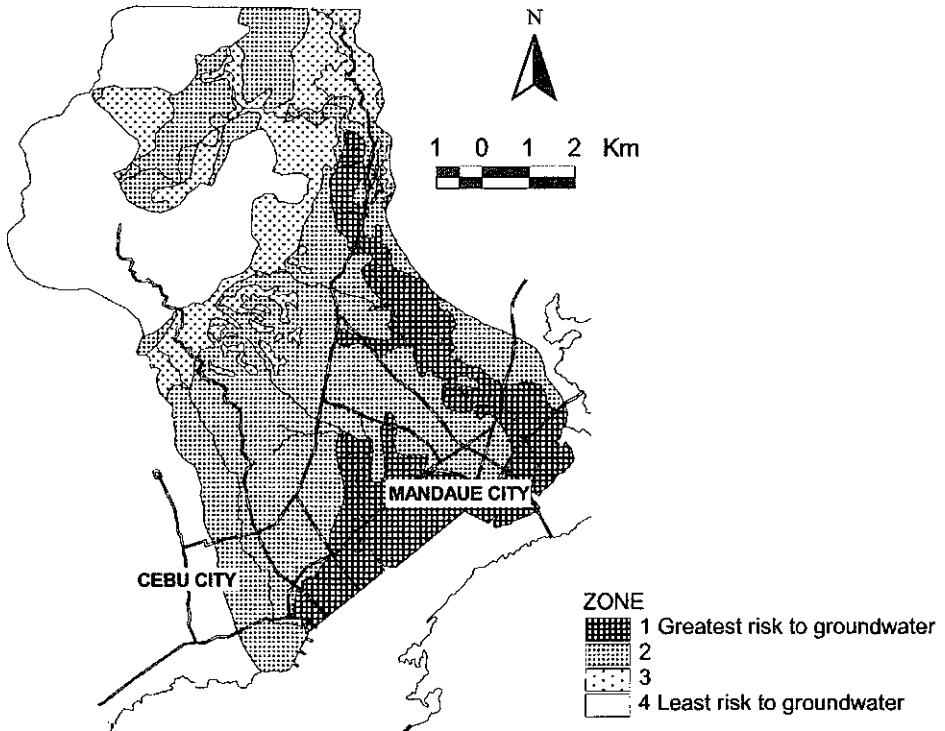 N
1 0 1 2 Km
MANDAUE CITY
CEBU CITY
ZONE
1 Greatest risk to groundwater
2
3
4 Least risk to groundwater